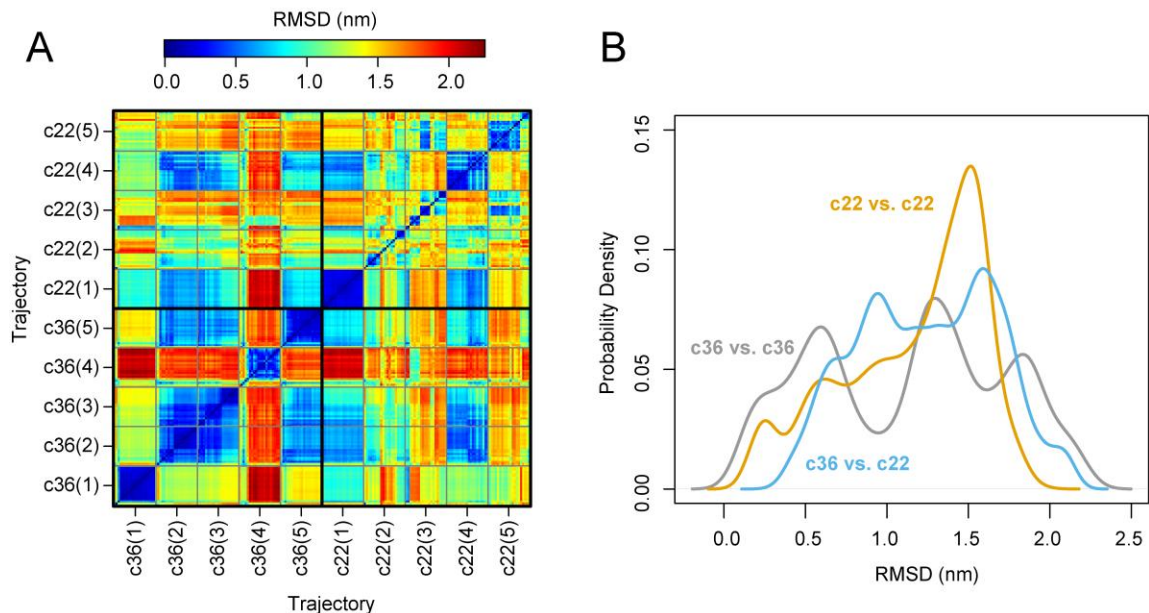 A
RMSD (nm)
0.0 0.5 1.0 1.5 2.0
Trajectory
c22(5)
c22(4)
c22(3)
c22(2)
c22(1)
c36(5)
c36(4)
c36(3)
c36(2)
c36(1)
c36(1) c36(2) c36(3) c36(4) c36(5) c22(1) c22(2) c22(3) c22(4) c22(5)
Trajectory
B
Probability Density
0.15
0.10
0.05
0.00
c22 vs. c22
c36 vs. c36
c36 vs. c22
0.0 0.5 1.0 1.5 2.0 2.5
RMSD (nm)